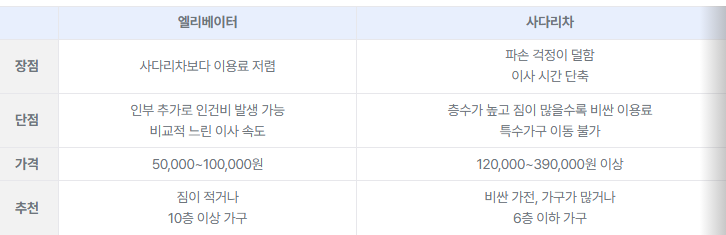 엘리베이터 사다리차
장점 사다리차보다 이용료 저렴 파손 걱정이 덜함
이사 시간 단축
단점 인부 추가로 인건비 발생 가능 층수가 높고 짐이 많을수록 비싼 이용료
비교적 느린 이사 속도 특수가구 이동 불가
가격 50,000~100,000원 120,000~390,000원 이상
추천 짐이 적거나 비싼 가전, 가구가 많거나
10층 이상 가구 6층 이하 가구